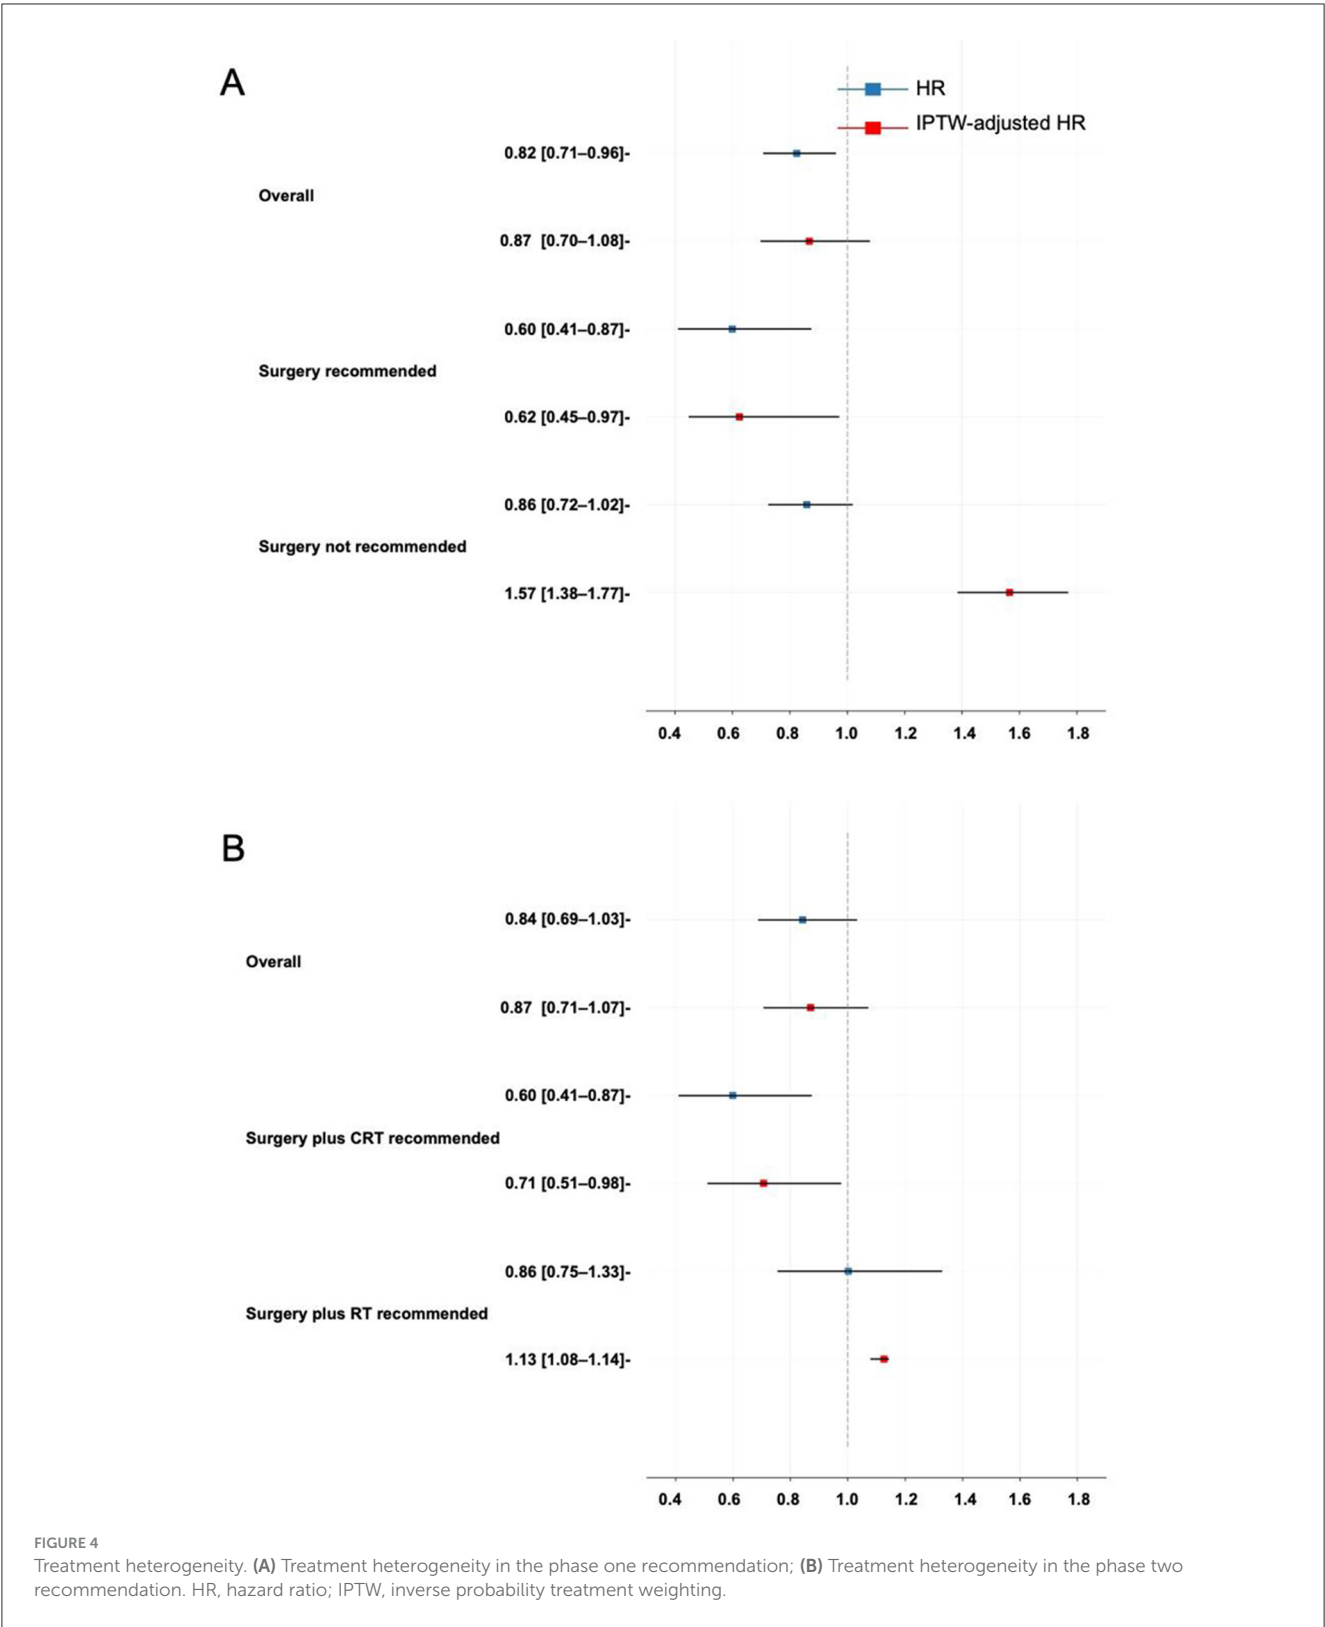 A
HR
IPTW-adjusted HR
0.82 [0.71–0.96]-
Overall
0.87 [0.70–1.08]-
0.60 [0.41–0.87]-
Surgery recommended
0.62 [0.45–0.97]-
0.86 [0.72–1.02]-
Surgery not recommended
1.57 [1.38–1.77]-
0.4 0.6 0.8 1.0 1.2 1.4 1.6 1.8
B
0.84 [0.69–1.03]-
Overall
0.87 [0.71–1.07]-
0.60 [0.41–0.87]-
Surgery plus CRT recommended
0.71 [0.51–0.98]-
0.86 [0.75–1.33]-
Surgery plus RT recommended
1.13 [1.08–1.14]-
0.4 0.6 0.8 1.0 1.2 1.4 1.6 1.8
FIGURE 4
Treatment heterogeneity. (A) Treatment heterogeneity in the phase one recommendation; (B) Treatment heterogeneity in the phase two
recommendation. HR, hazard ratio; IPTW, inverse probability treatment weighting.